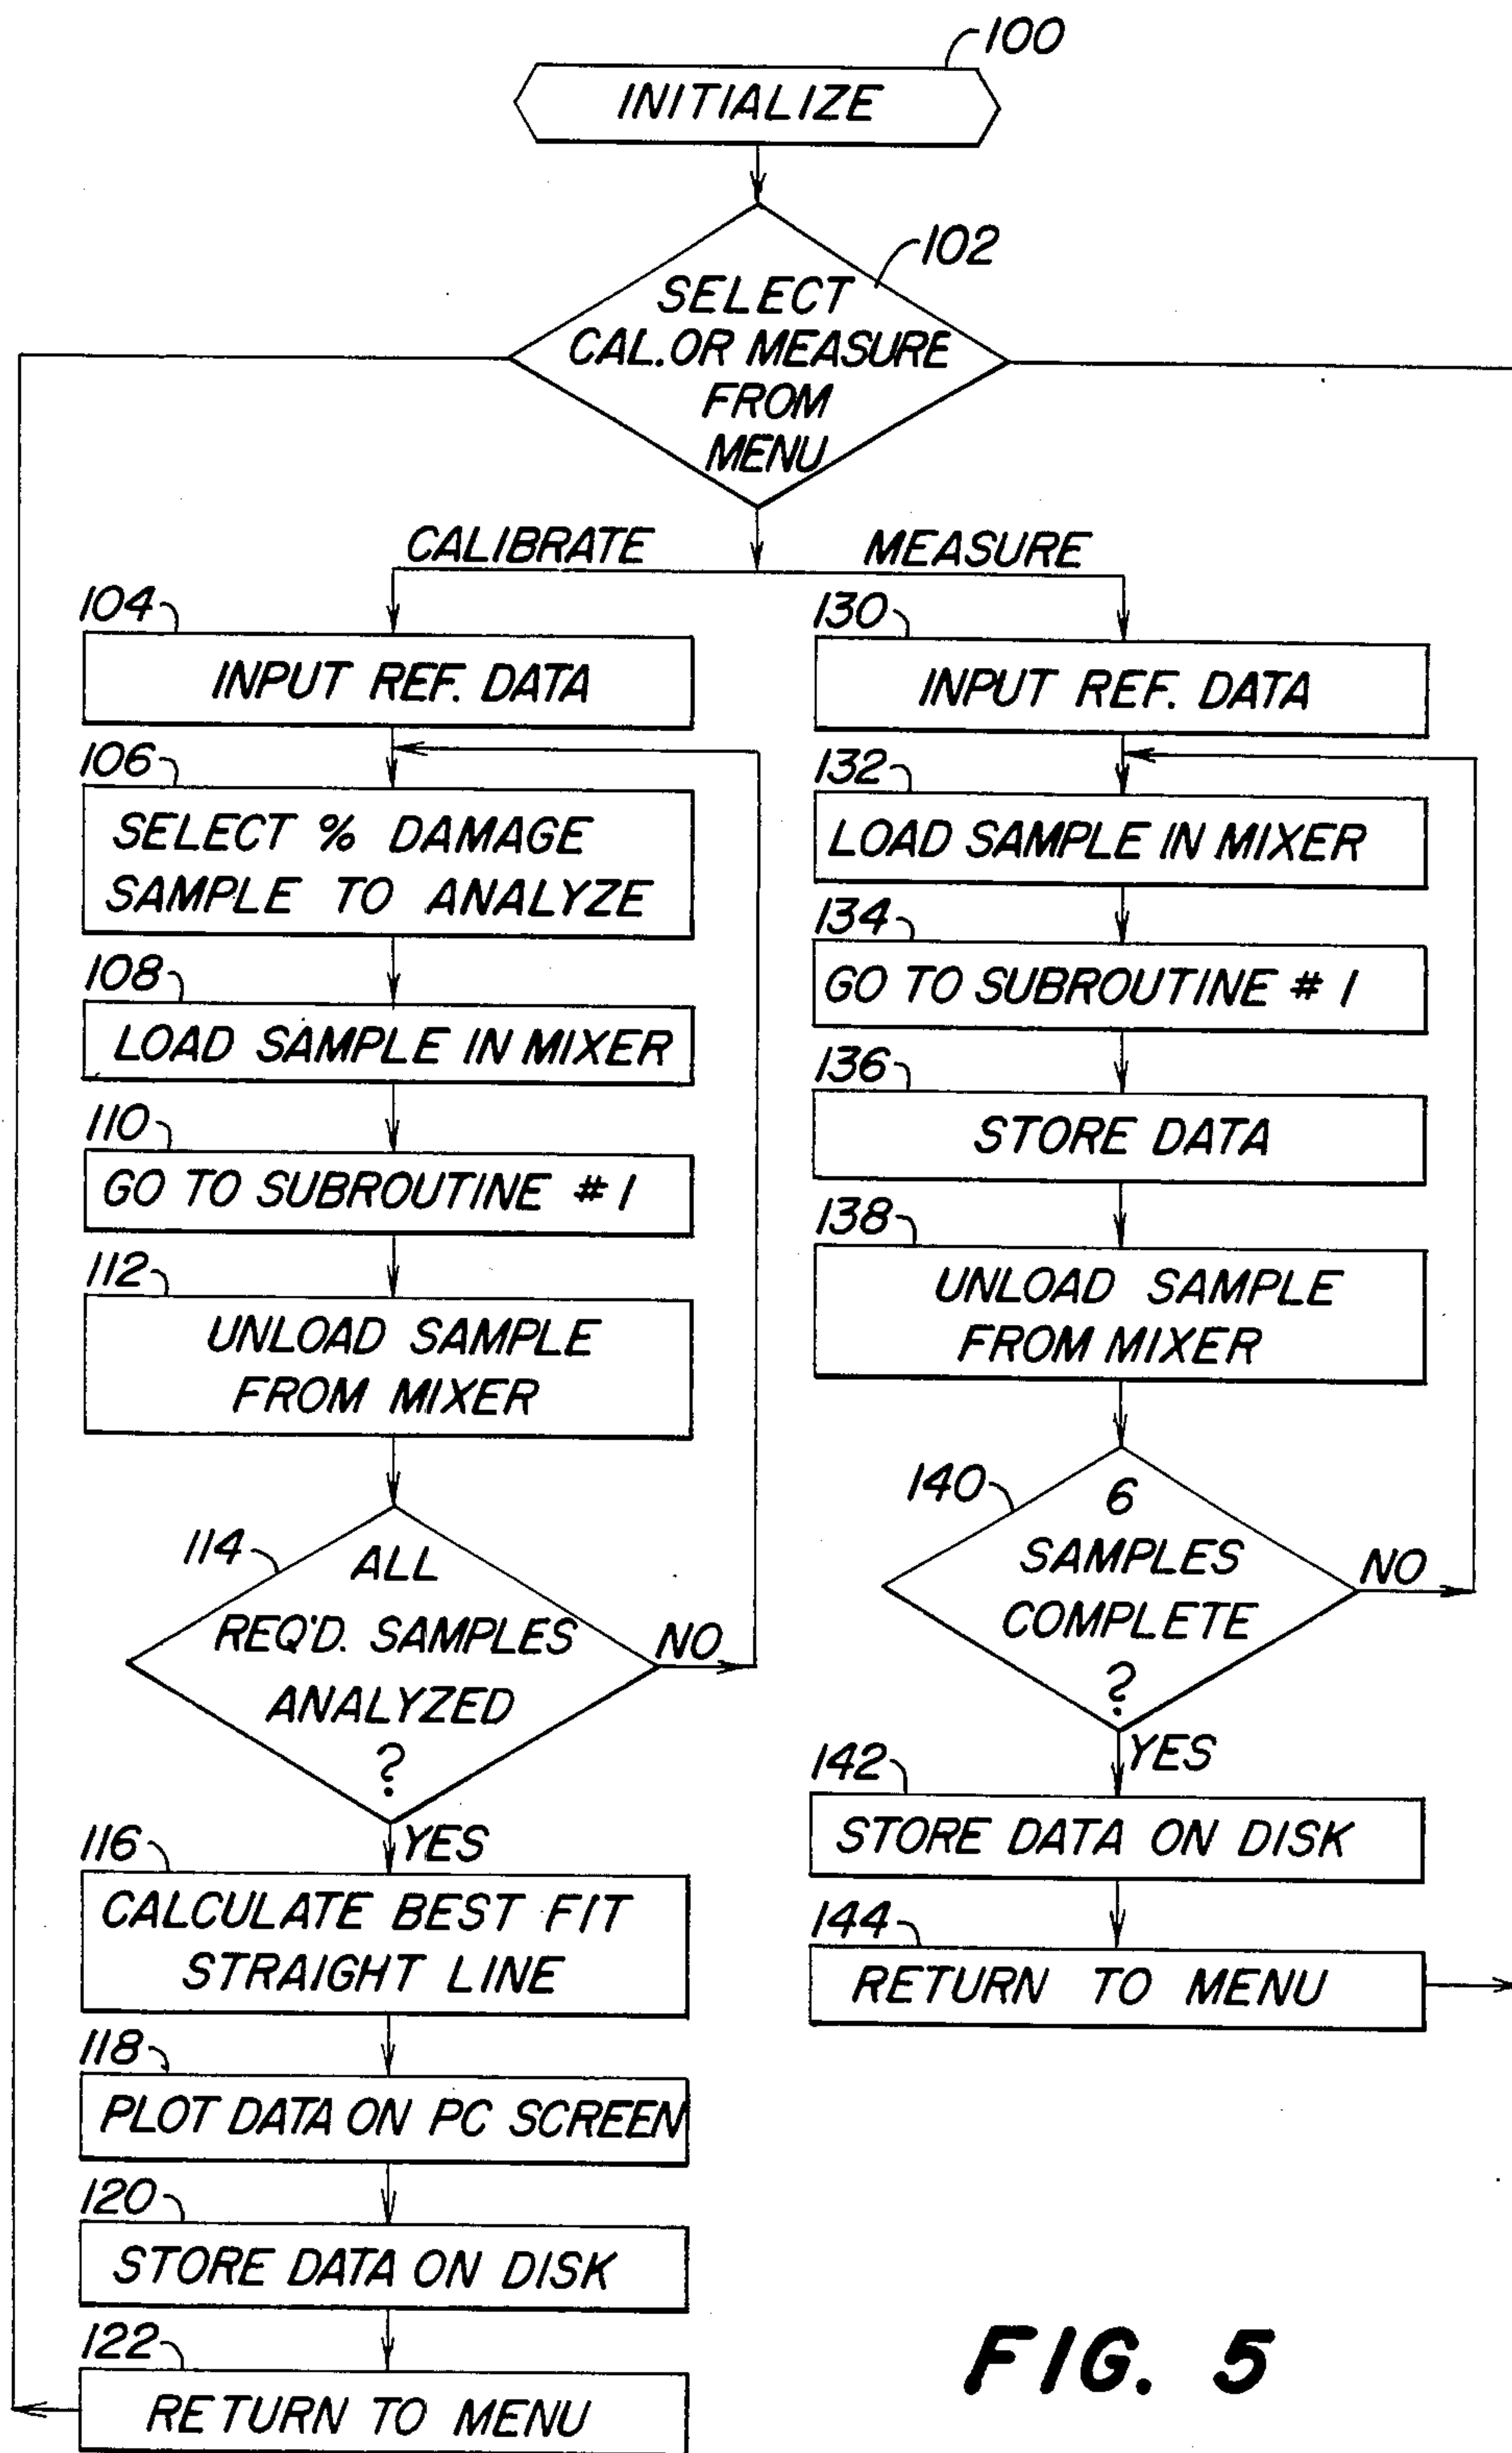 100
INITIALIZE
102
SELECT
CAL. OR MEASURE
FROM
MENU
CALIBRATE
MEASURE
104
INPUT REF. DATA
106
SELECT % DAMAGE
SAMPLE TO ANALYZE
108
LOAD SAMPLE IN MIXER
110
GO TO SUBROUTINE # 1
112
UNLOAD SAMPLE
FROM MIXER
114
ALL
REQ'D. SAMPLES
ANALYZED
?
NO
YES
116
CALCULATE BEST FIT
STRAIGHT LINE
118
PLOT DATA ON PC SCREEN
120
STORE DATA ON DISK
122
RETURN TO MENU
130
INPUT REF. DATA
132
LOAD SAMPLE IN MIXER
134
GO TO SUBROUTINE # 1
136
STORE DATA
138
UNLOAD SAMPLE
FROM MIXER
140
6
SAMPLES
COMPLETE
?
NO
YES
142
STORE DATA ON DISK
144
RETURN TO MENU
FIG. 5